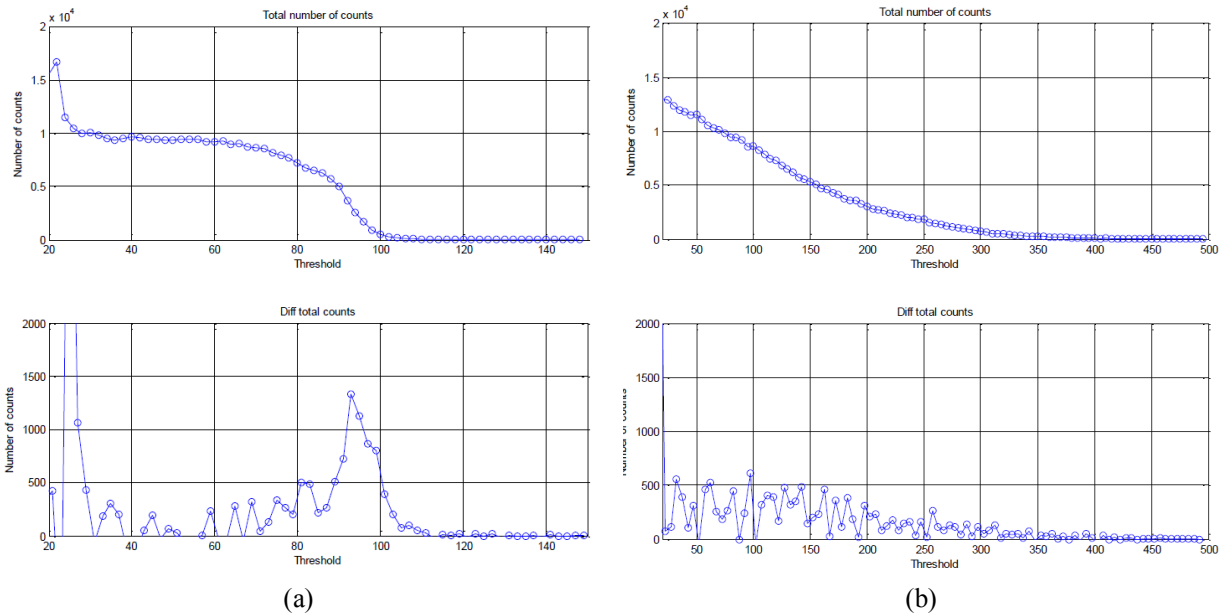 Total number of counts
x 10^4
2
1.5
1
0.5
0
20 40 60 80 100 120 140
Number of counts
Threshold
Diff total counts
2000
1500
1000
500
0
20 40 60 80 100 120 140
Number of counts
Threshold
(a)
Total number of counts
x 10^4
2
1.5
1
0.5
0
50 100 150 200 250 300 350 400 450 500
Number of counts
Threshold
Diff total counts
2000
1500
1000
500
0
50 100 150 200 250 300 350 400 450 500
Number of counts
Threshold
(b)